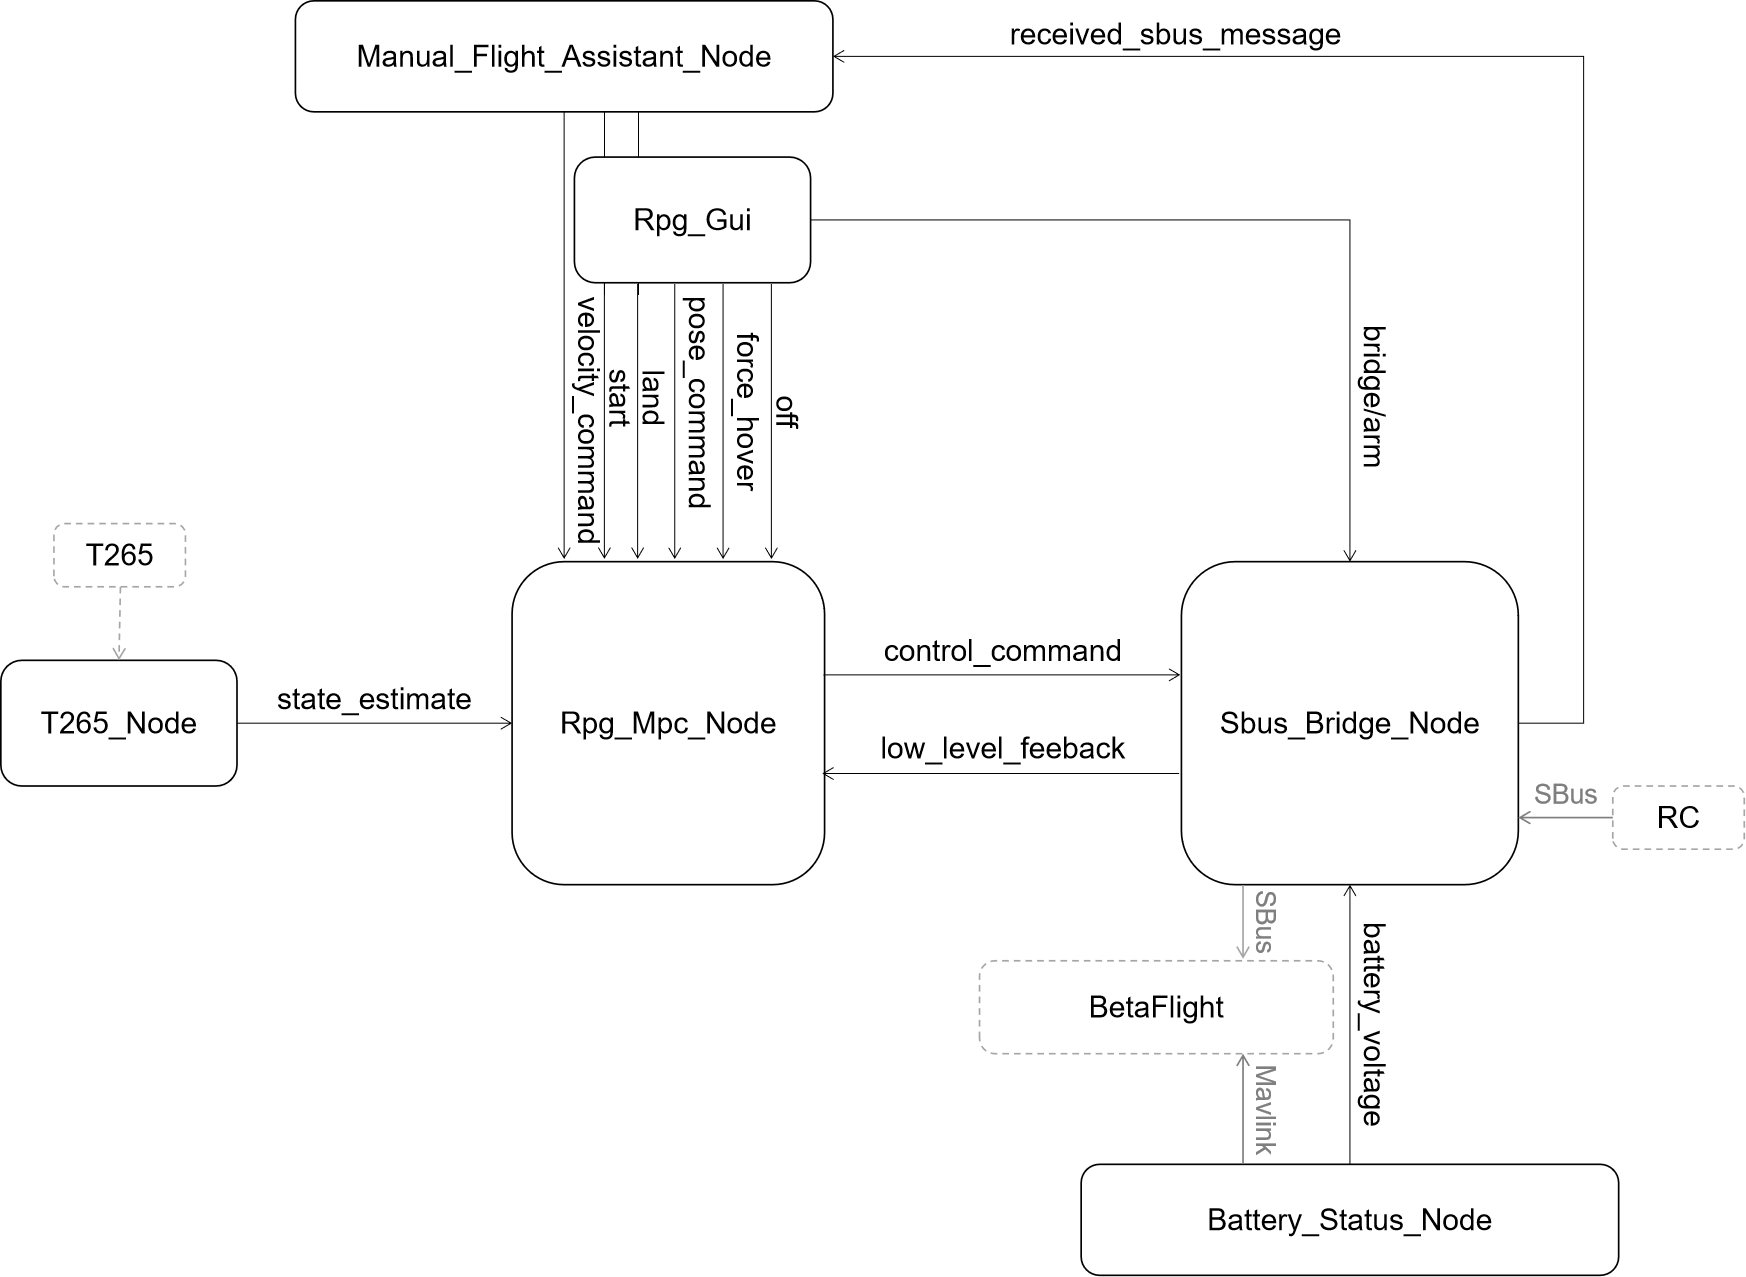 received_sbus_message
Manual_Flight_Assistant_Node
Rpg_Gui
velocity_command
start
land
pose_command
force_hover
off
bridge/arm
T265
T265_Node
state_estimate
Rpg_Mpc_Node
control_command
low_level_feeback
Sbus_Bridge_Node
SBus
RC
SBus
BetaFlight
battery_voltage
Mavlink
Battery_Status_Node